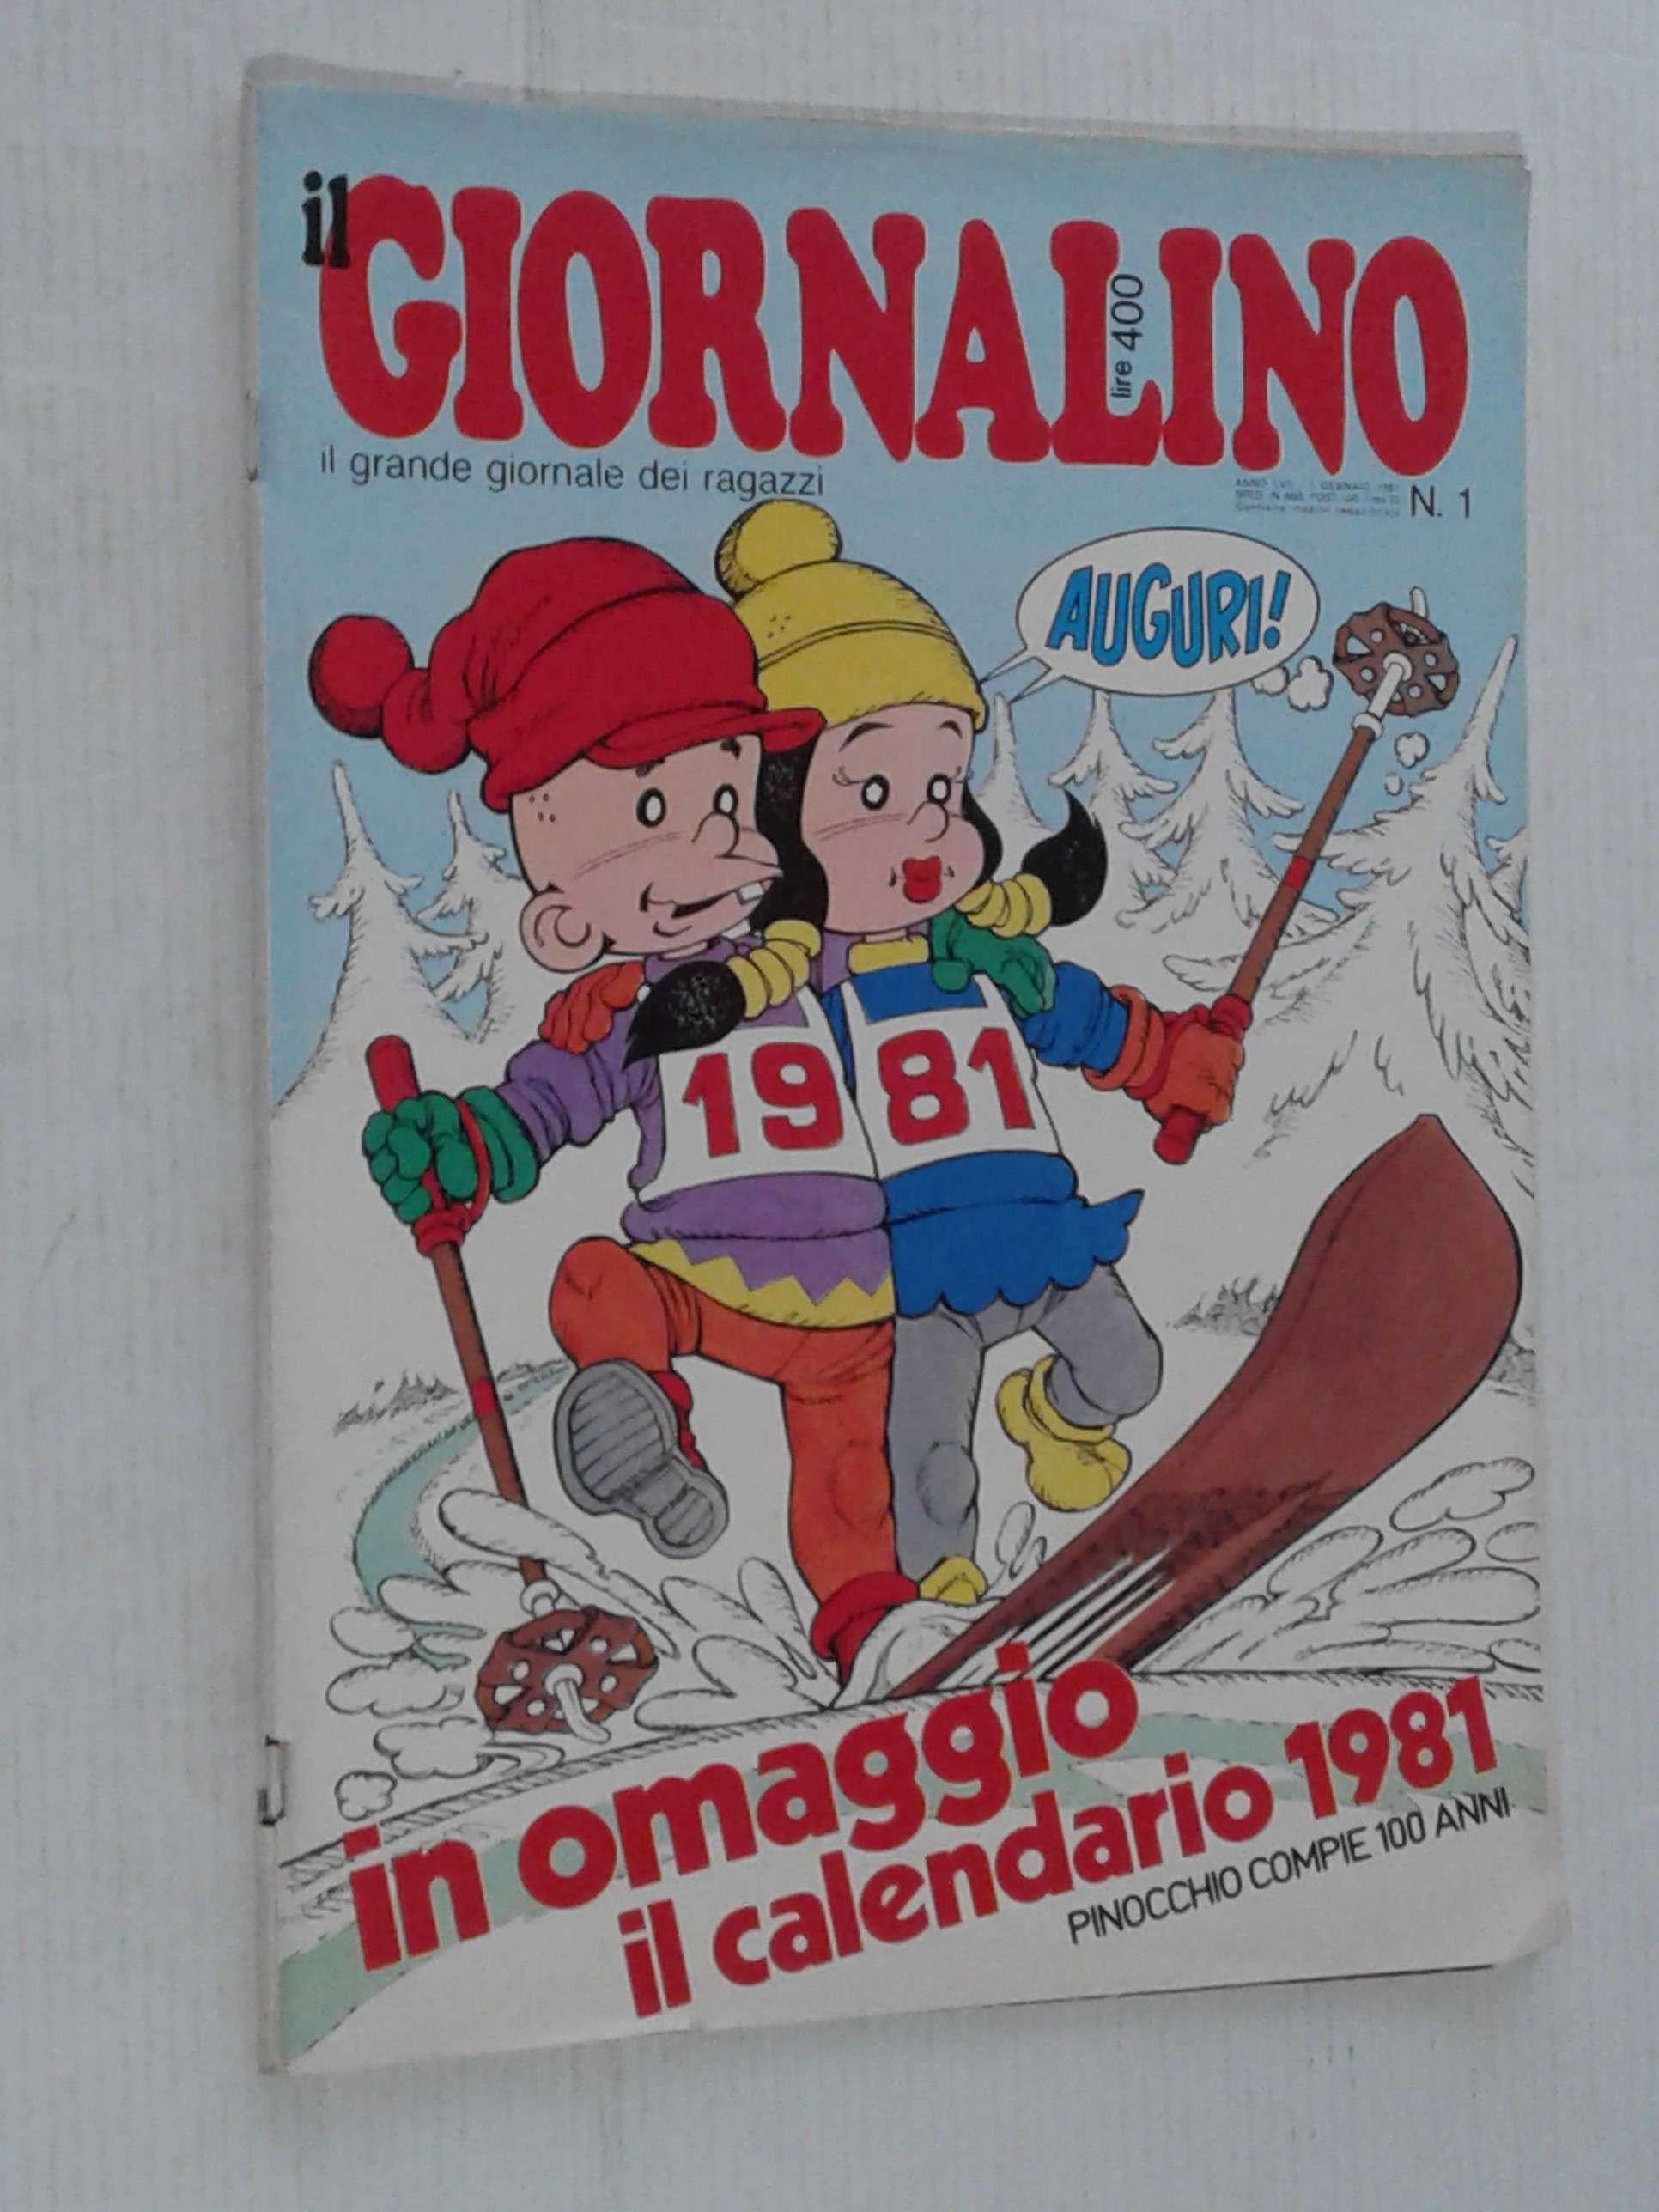 il GIORNALINO
lire 400
il grande giornale dei ragazzi
N. 1
AUGURI!
19 81
in omaggio
il calendario 1981
PINOCCHIO COMPIE 100 ANNI